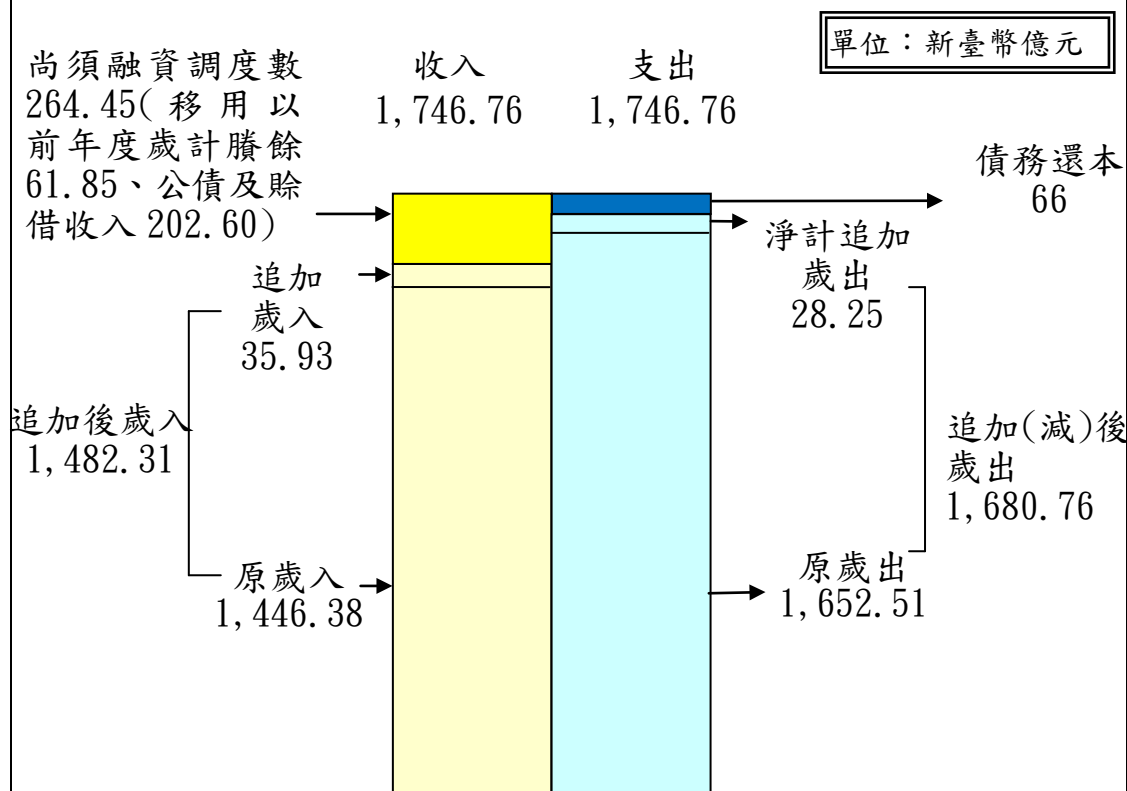 單位：新臺幣億元
尚須融資調度數
264.45(移用以
前年度歲計賸餘
61.85、公債及賒
借收入202.60)
收入
1,746.76
支出
1,746.76
債務還本
66
追加
歲入
35.93
淨計追加
歲出
28.25
追加後歲入
1,482.31
追加(減)後
歲出
1,680.76
原歲入
1,446.38
原歲出
1,652.51